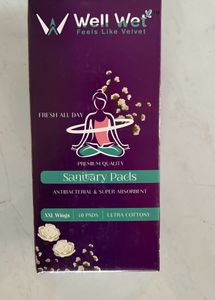 Well Wet
Feels Like Velvet
FRESH ALL DAY
PREMIUM QUALITY
Sanitary Pads
ANTIBACTERIAL & SUPER ABSORBENT
XXL Wings
40 PADS
ULTRA COTTONY